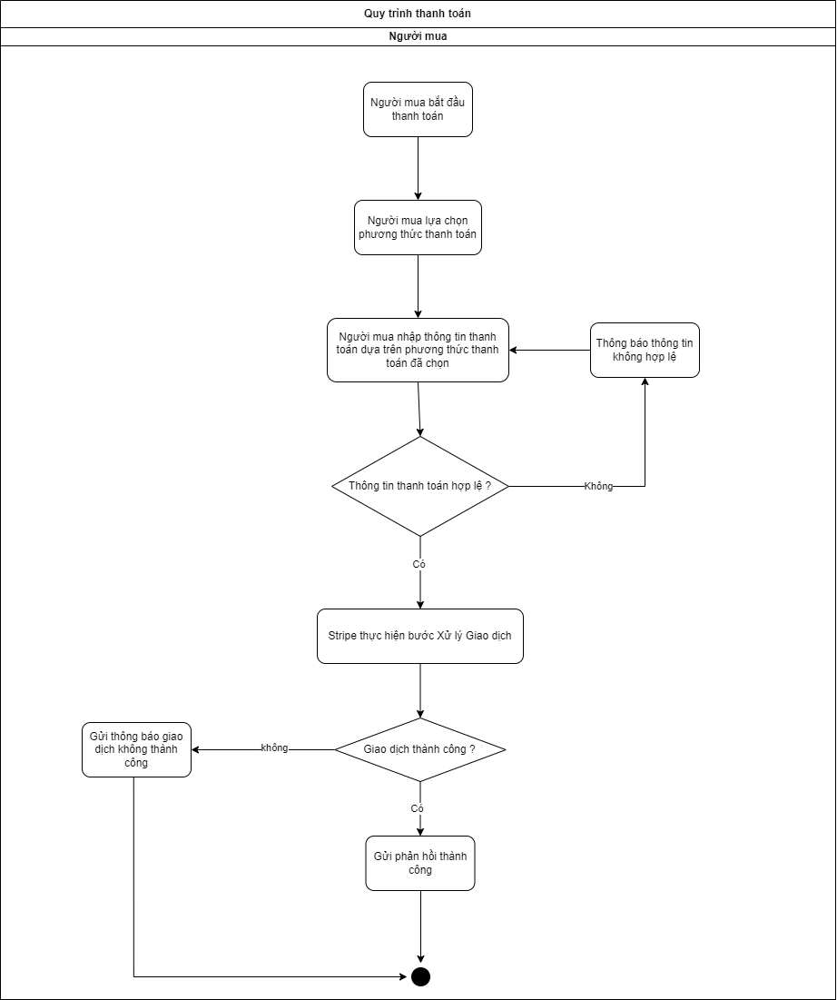 Quy trình thanh toán
Người mua
Người mua bắt đầu
thanh toán
Người mua lựa chọn
phương thức thanh toán
Người mua nhập thông tin thanh
toán dựa trên phương thức thanh
toán đã chọn
Thông báo thông tin
không hợp lệ
Thông tin thanh toán hợp lệ ?
Không
Có
Stripe thực hiện bước Xử lý Giao dịch
Gửi thông báo giao
dịch không thành
công
không
Giao dịch thành công ?
Có
Gửi phản hồi thành
công